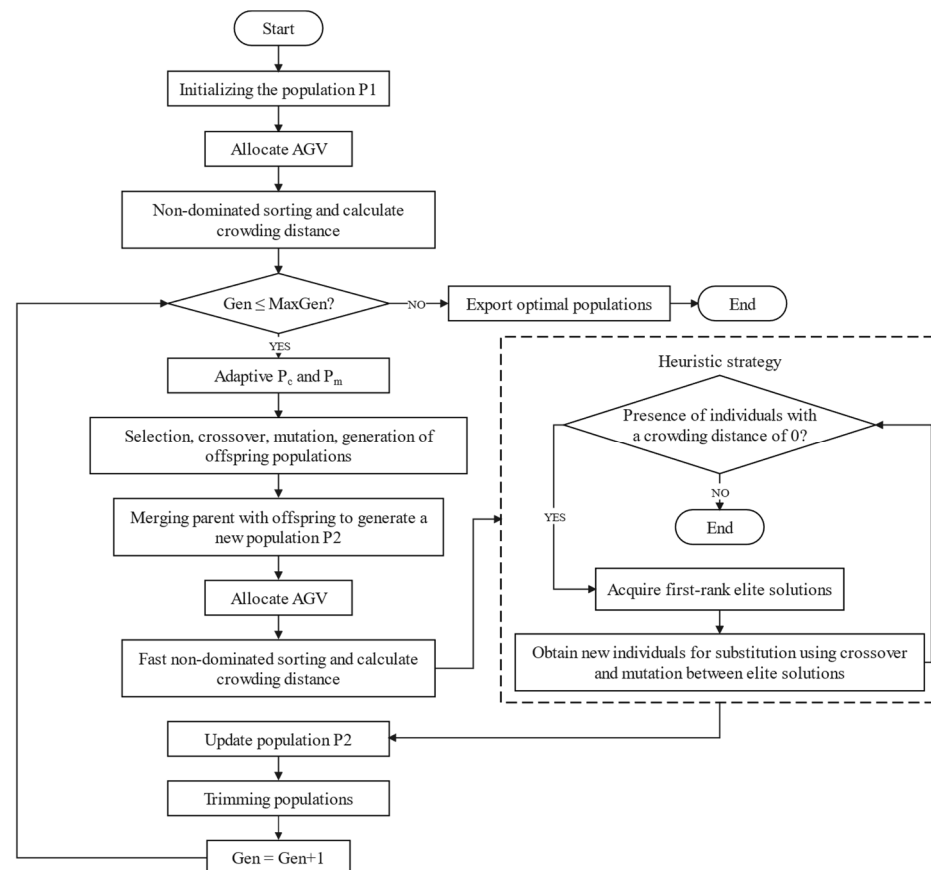 Start
Initializing the population P1
Allocate AGV
Non-dominated sorting and calculate
crowding distance
Gen ≤ MaxGen?
NO
Export optimal populations
End
YES
Adaptive Pc and Pm
Selection, crossover, mutation, generation of
offspring populations
Merging parent with offspring to generate a
new population P2
Allocate AGV
Fast non-dominated sorting and calculate
crowding distance
Heuristic strategy
Presence of individuals with
a crowding distance of 0?
NO
End
YES
Acquire first-rank elite solutions
Obtain new individuals for substitution using crossover
and mutation between elite solutions
Update population P2
Trimming populations
Gen = Gen+1